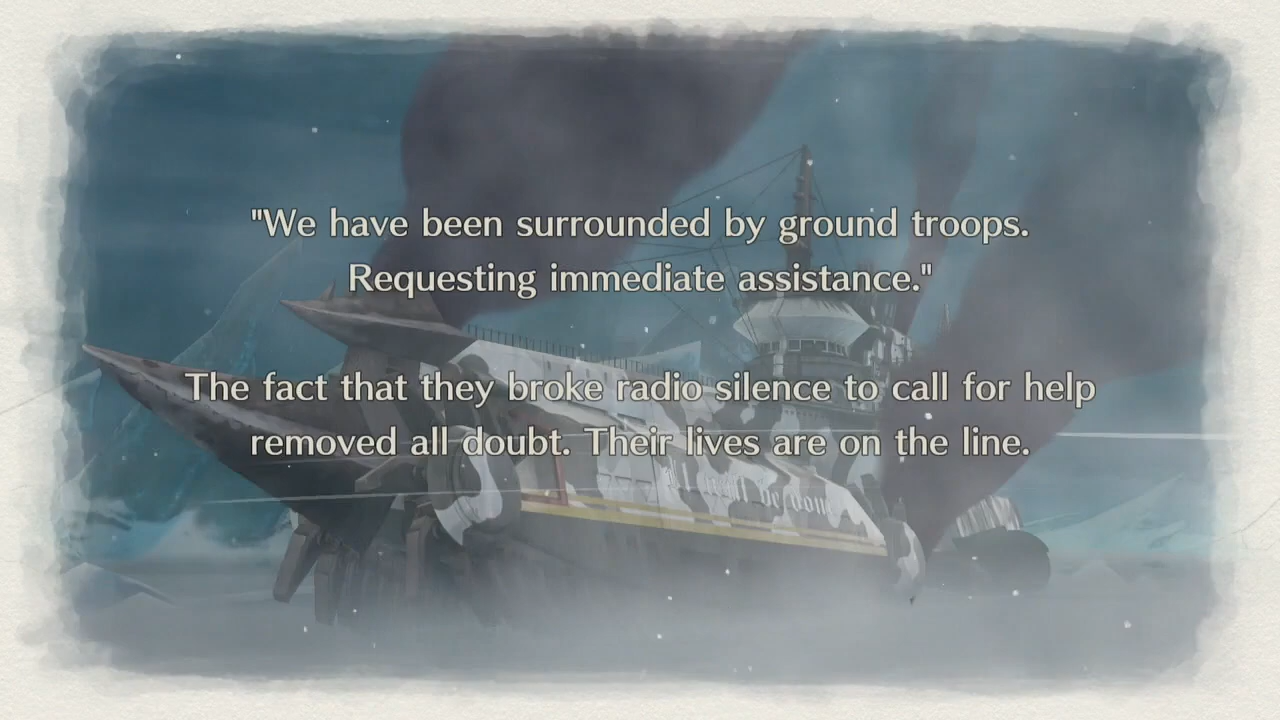 "We have been surrounded by ground troops.
Requesting immediate assistance."
The fact that they broke radio silence to call for help
removed all doubt. Their lives are on the line.